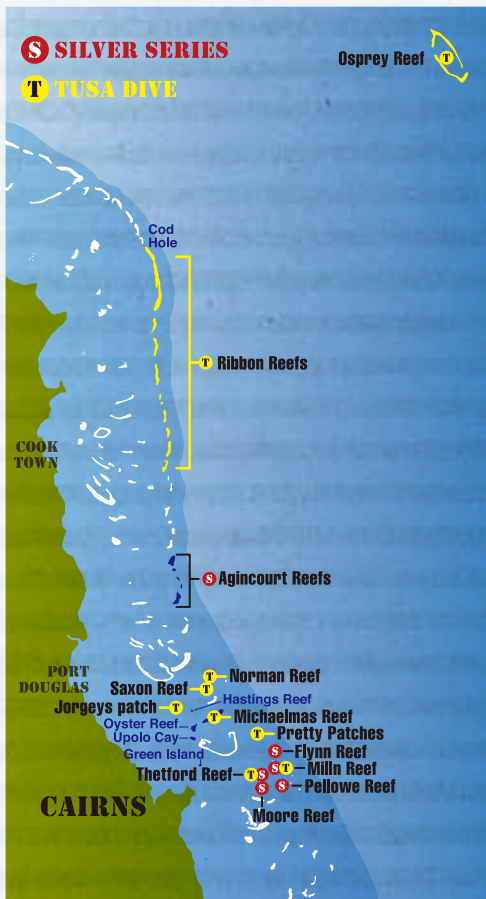 S SILVER SERIES
T TUSA DIVE
Osprey Reef T
Cod
Hole
T Ribbon Reefs
COOK
TOWN
S Agincourt Reefs
PORT
DOUGLAS
T Norman Reef
Saxon Reef T
Hastings Reef
Jorgeys patch T
T Michaelmas Reef
Oyster Reef
Upolo Cay
T Pretty Patches
Green Island
S Flynn Reef
S T Milln Reef
Thetford Reef T S
S Pellowe Reef
S
Moore Reef
CAIRNS